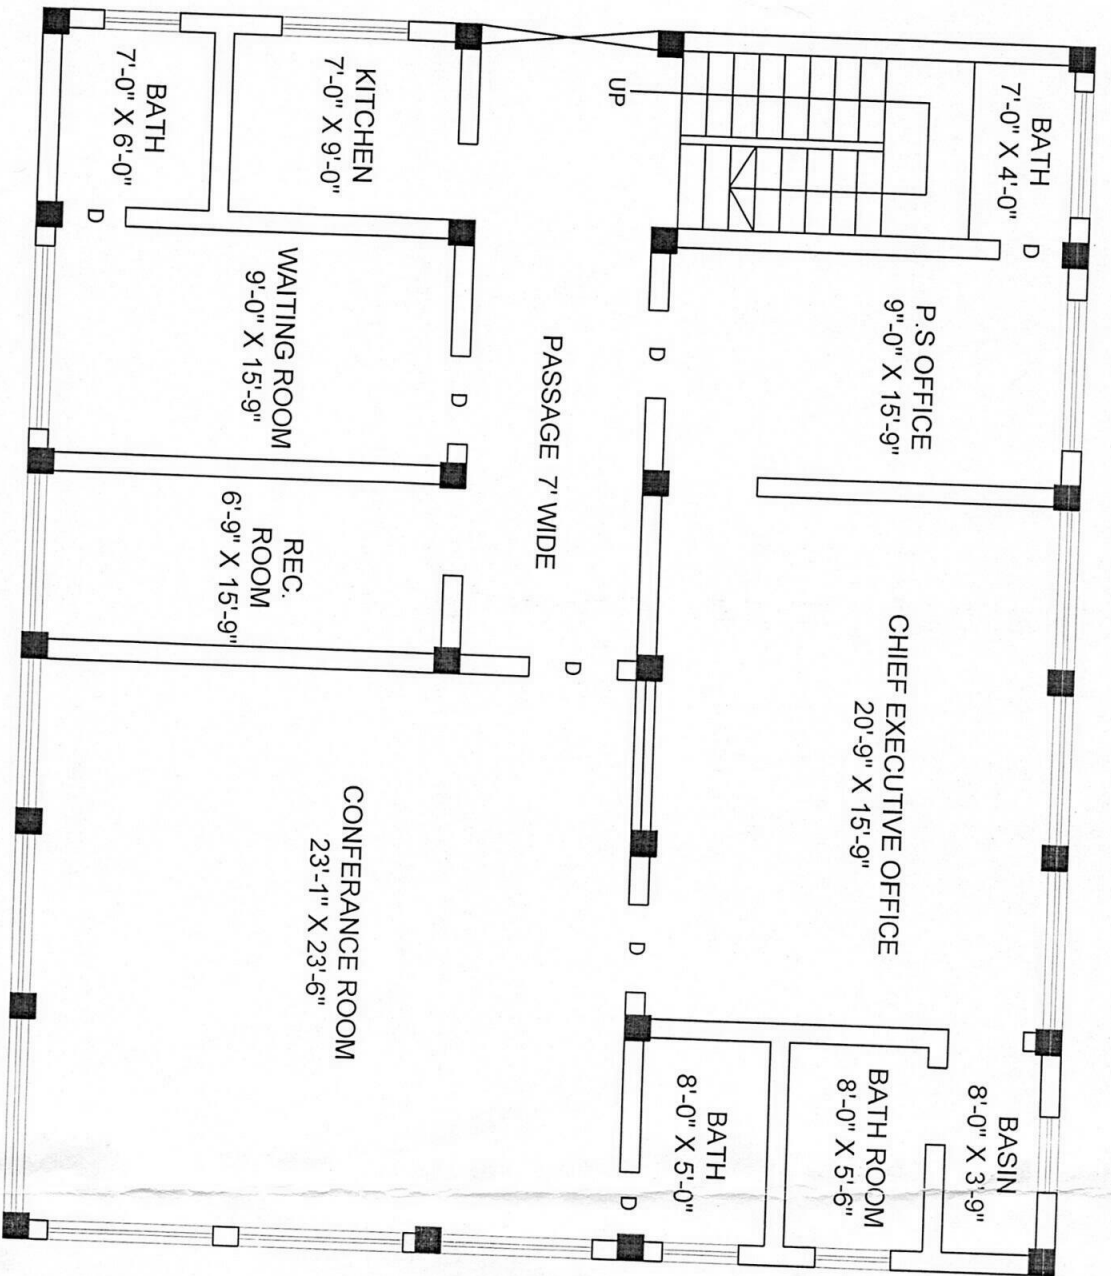 BATH
7'-0" X 4'-0"
D
UP
P.S OFFICE
9"-0" X 15'-9"
D
KITCHEN
7'-0" X 9'-0"
BATH
7'-0" X 6'-0"
D
WAITING ROOM
9'-0" X 15'-9"
D
PASSAGE 7' WIDE
REC.
ROOM
6'-9" X 15'-9"
D
CHIEF EXECUTIVE OFFICE
20'-9" X 15'-9"
CONFERANCE ROOM
23'-1" X 23'-6"
D
BASIN
8'-0" X 3'-9"
BATH ROOM
8'-0" X 5'-6"
BATH
8'-0" X 5'-0"
D